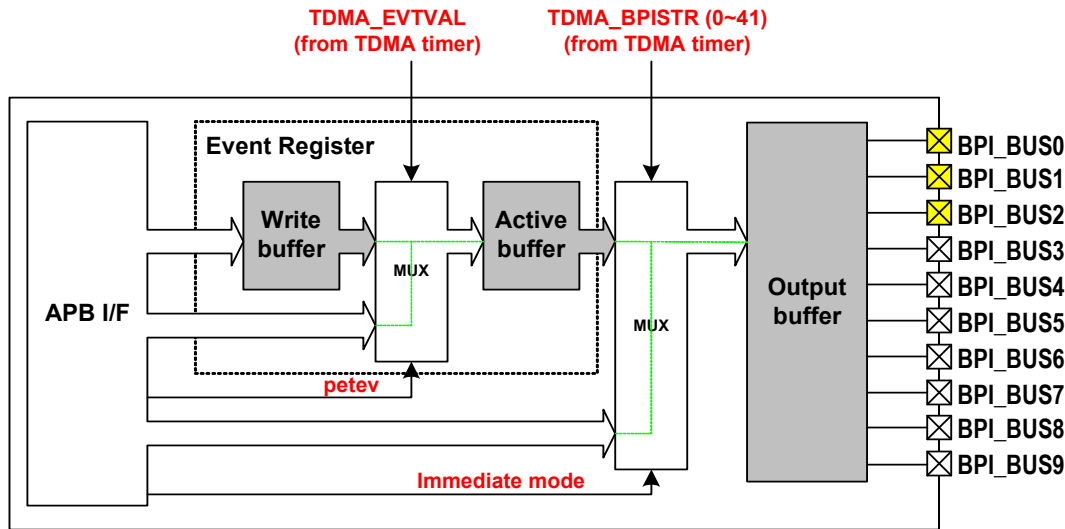 TDMA_EVTVAL
(from TDMA timer)
TDMA_BPISTR (0~41)
(from TDMA timer)
Event Register
Write
buffer
Active
buffer
MUX
MUX
APB I/F
petev
Immediate mode
Output
buffer
BPI_BUS0
BPI_BUS1
BPI_BUS2
BPI_BUS3
BPI_BUS4
BPI_BUS5
BPI_BUS6
BPI_BUS7
BPI_BUS8
BPI_BUS9